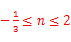 −1/3 ≤ n ≤ 2